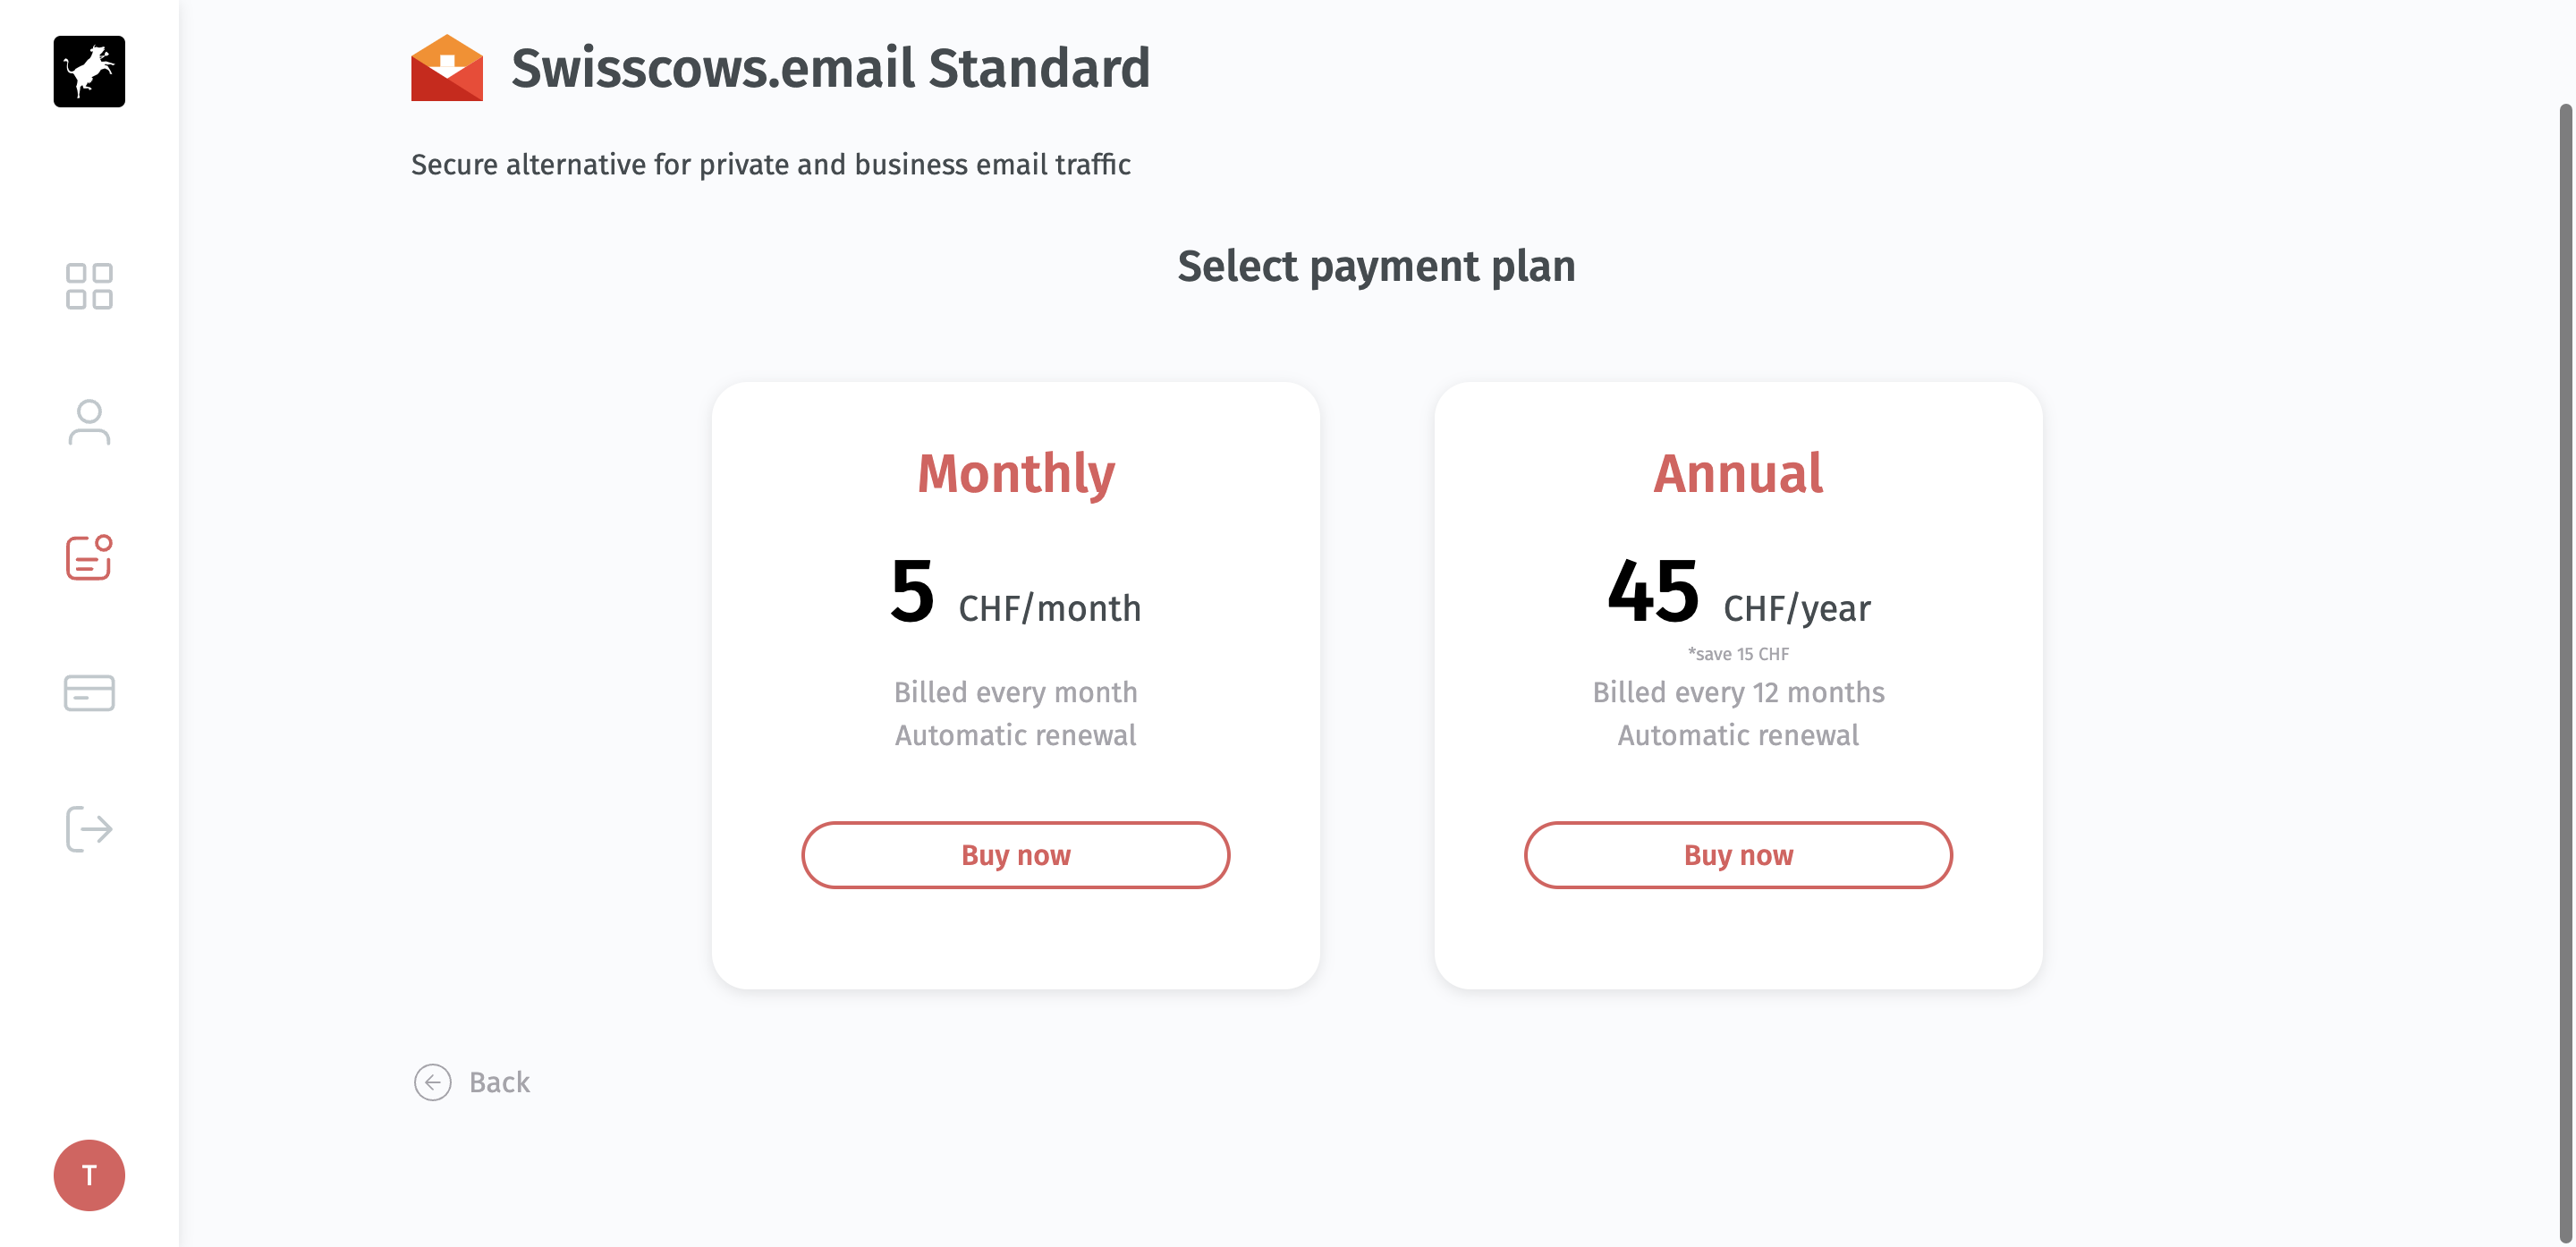 Swisscows.email Standard
Secure alternative for private and business email traffic
Select payment plan
Monthly
5 CHF/month
Billed every month
Automatic renewal
Buy now
Annual
45 CHF/year
*save 15 CHF
Billed every 12 months
Automatic renewal
Buy now
Back
T